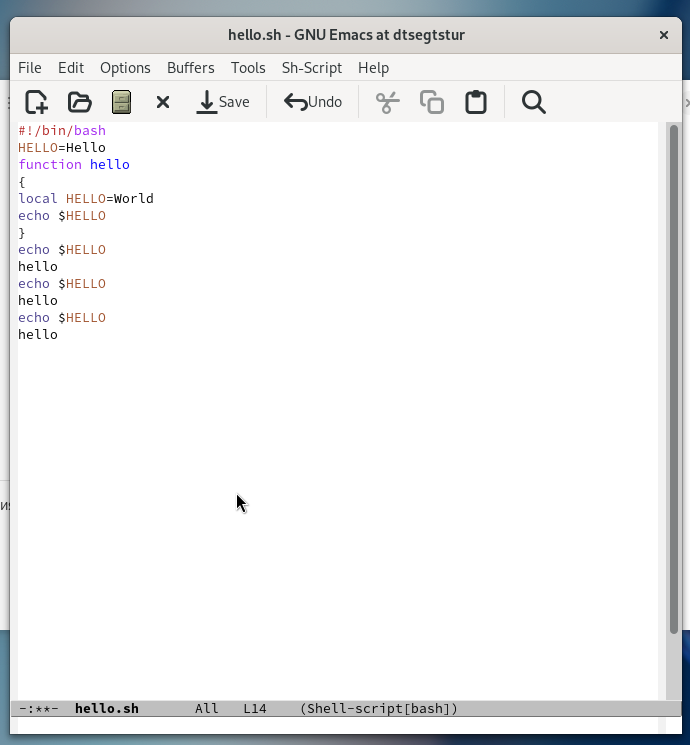 hello.sh - GNU Emacs at dtsegtstur
File Edit Options Buffers Tools Sh-Script Help
Save Undo
#!/bin/bash
HELLO=Hello
function hello
{
local HELLO=World
echo $HELLO
}
echo $HELLO
hello
echo $HELLO
hello
echo $HELLO
hello
-:**- hello.sh All L14 (Shell-script[bash])